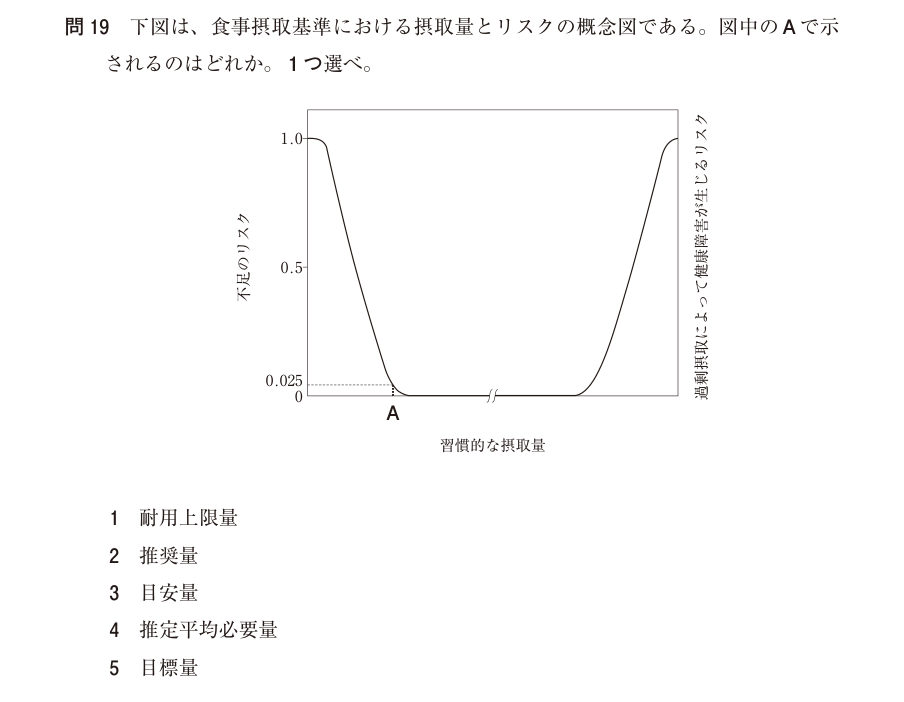 問 19 下図は、食事摂取基準における摂取量とリスクの概念図である。図中の A で示
されるのはどれか。1 つ選べ。
1.0
0.5
0.025
0
不足のリスク
過剰摂取によって健康障害が生じるリスク
A
習慣的な摂取量
1 耐用上限量
2 推奨量
3 目安量
4 推定平均必要量
5 目標量